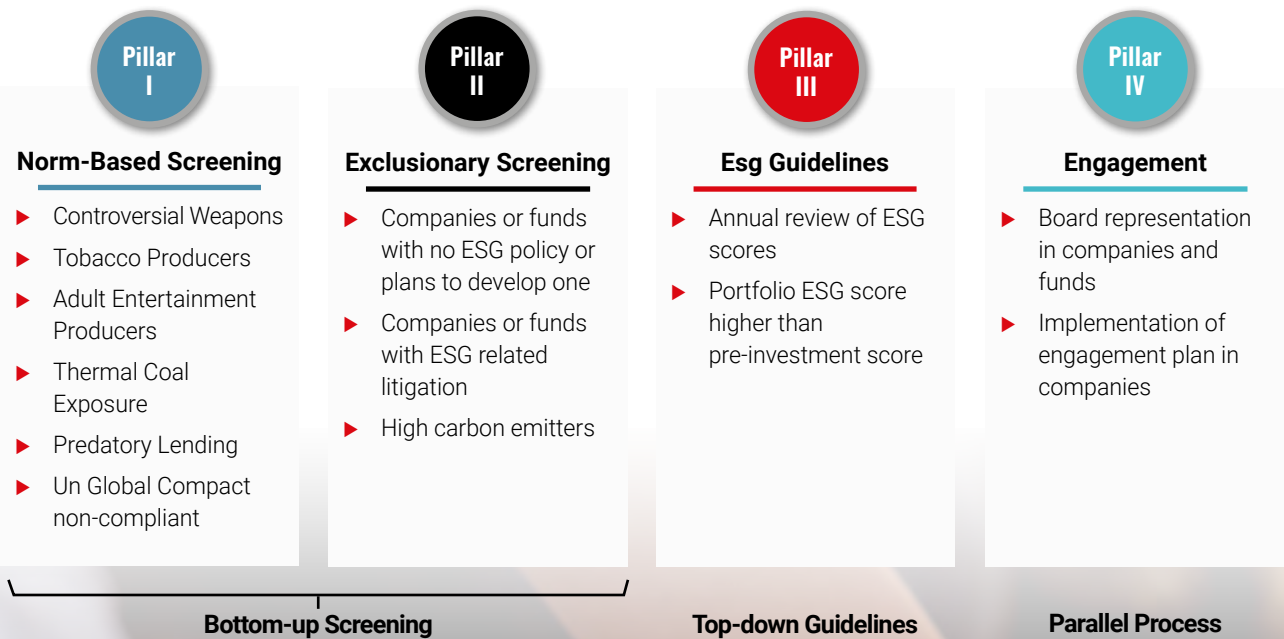 Pillar
I
Norm-Based Screening
Controversial Weapons
Tobacco Producers
Adult Entertainment
Producers
Thermal Coal
Exposure
Predatory Lending
Un Global Compact
non-compliant
Pillar
II
Exclusionary Screening
Companies or funds
with no ESG policy or
plans to develop one
Companies or funds
with ESG related
litigation
High carbon emitters
Bottom-up Screening
Pillar
III
Esg Guidelines
Annual review of ESG
scores
Portfolio ESG score
higher than
pre-investment score
Top-down Guidelines
Pillar
IV
Engagement
Board representation
in companies and
funds
Implementation of
engagement plan in
companies
Parallel Process